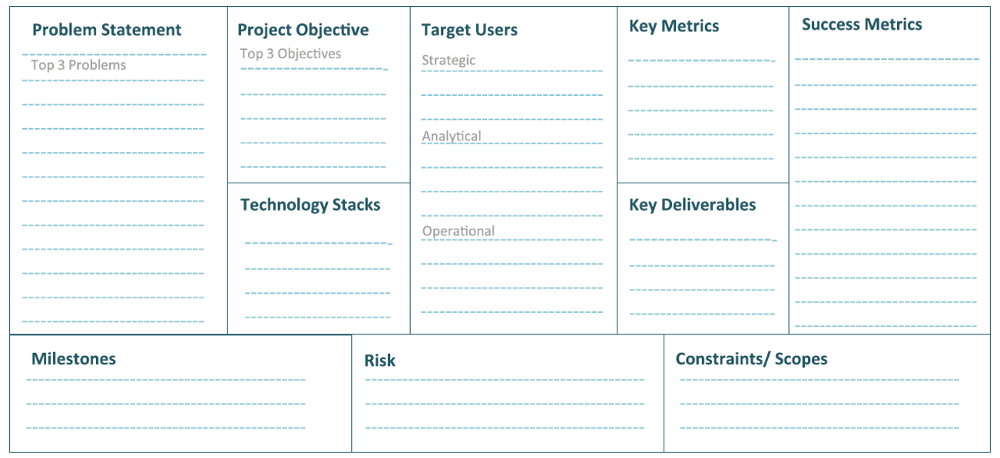 Problem Statement
Top 3 Problems
Project Objective
Top 3 Objectives
Technology Stacks
Target Users
Strategic
Analytical
Operational
Key Metrics
Key Deliverables
Success Metrics
Milestones
Risk
Constraints/ Scopes